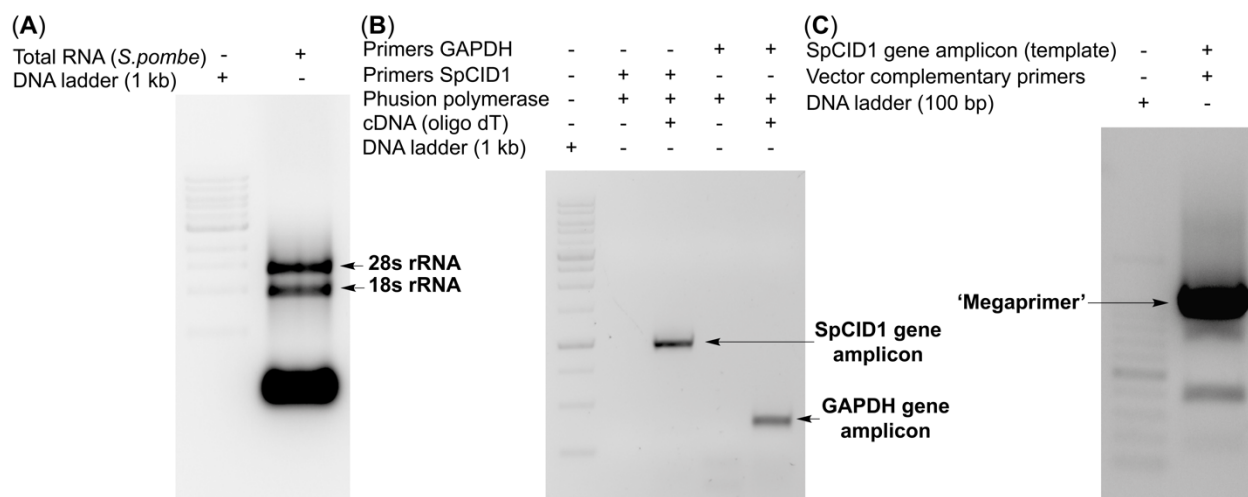 (A)
Total RNA (S.pombe) - +
DNA ladder (1 kb) + -
28s rRNA
18s rRNA
(B)
Primers GAPDH - - - + +
Primers SpCID1 - + + - -
Phusion polymerase - + + + +
cDNA (oligo dT) - - + - +
DNA ladder (1 kb) + - - - -
SpCID1 gene
amplicon
GAPDH gene
amplicon
(C)
SpCID1 gene amplicon (template) - +
Vector complementary primers - +
DNA ladder (100 bp) + -
'Megaprimer'